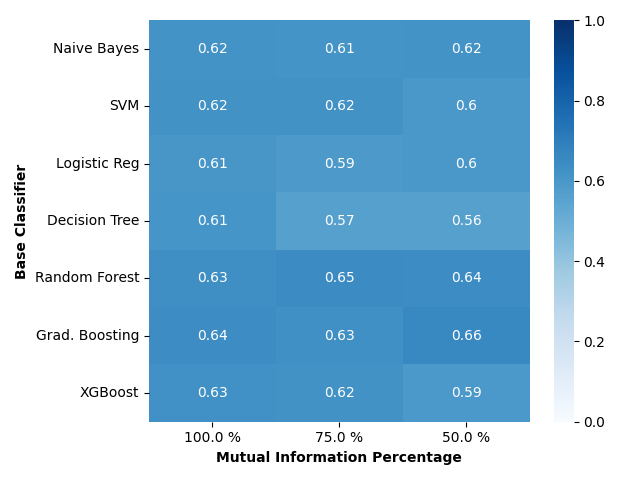 Naive Bayes 0.62 0.61 0.62
SVM 0.62 0.62 0.6
Logistic Reg 0.61 0.59 0.6
Decision Tree 0.61 0.57 0.56
Random Forest 0.63 0.65 0.64
Grad. Boosting 0.64 0.63 0.66
XGBoost 0.63 0.62 0.59
100.0 % 75.0 % 50.0 %
Mutual Information Percentage
Base Classifier
1.0
0.8
0.6
0.4
0.2
0.0